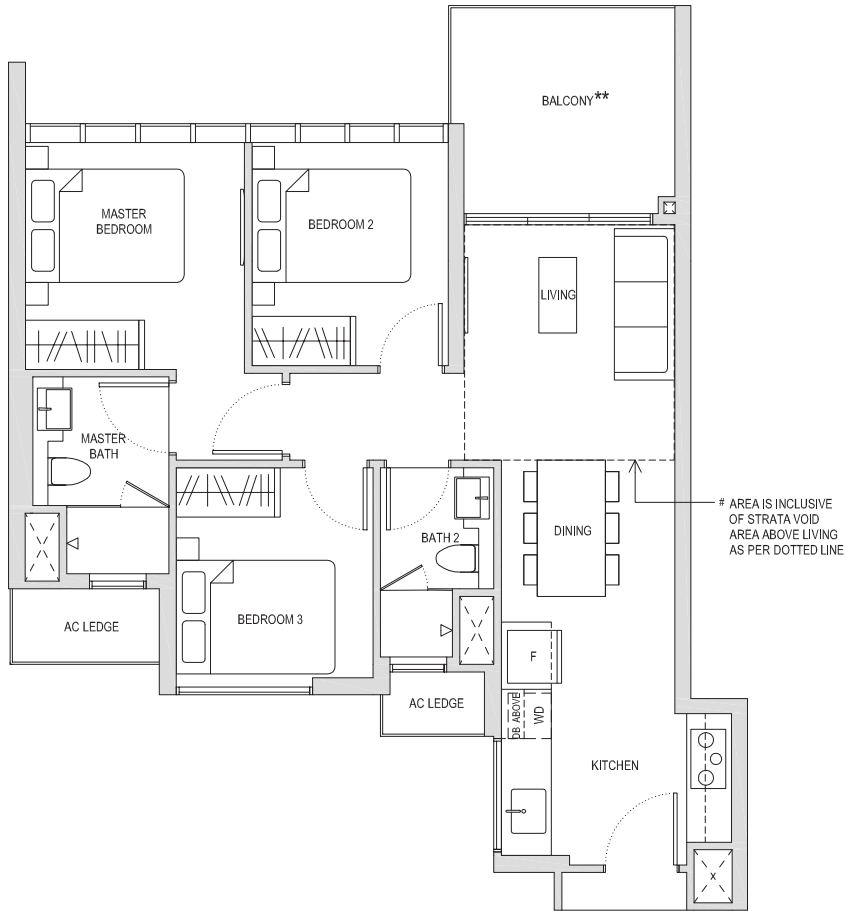 BALCONY**
MASTER
BEDROOM
BEDROOM 2
LIVING
MASTER
BATH
# AREA IS INCLUSIVE
OF STRATA VOID
AREA ABOVE LIVING
AS PER DOTTED LINE
DINING
BATH 2
AC LEDGE
BEDROOM 3
F
AC LEDGE
DB ABOVE
WD
KITCHEN
x